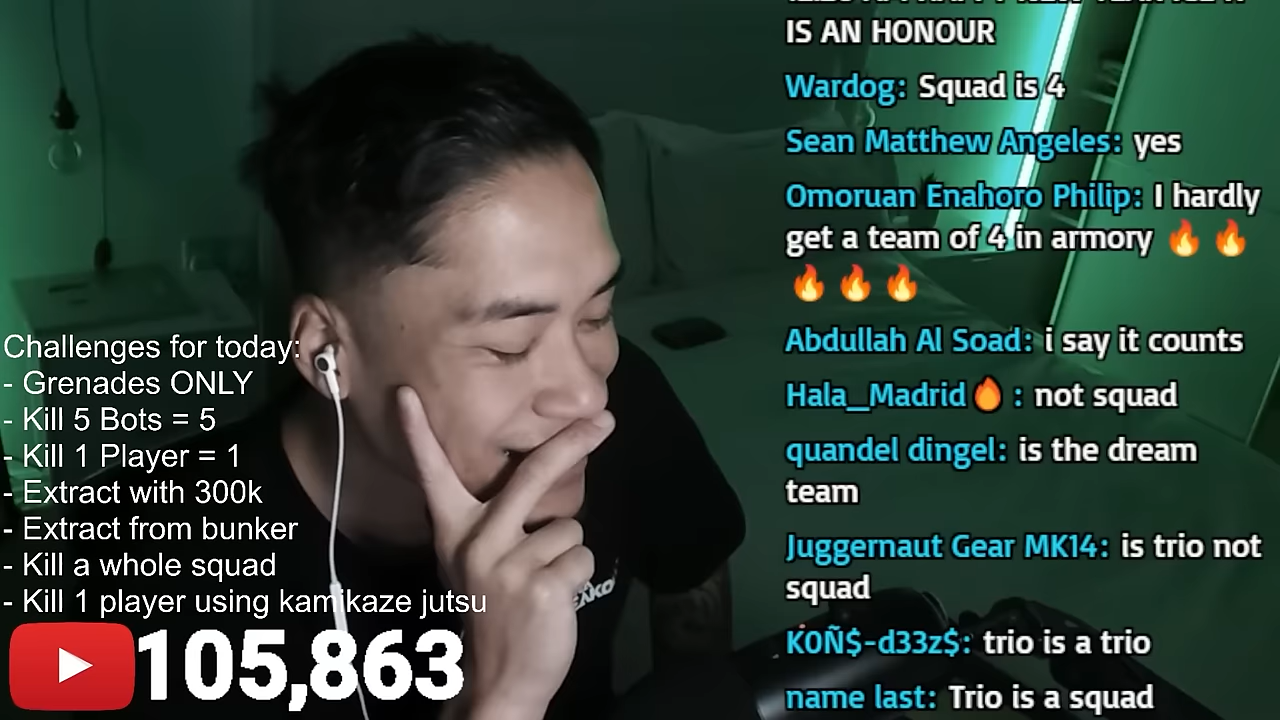 IS AN HONOUR
Wardog: Squad is 4
Sean Matthew Angeles: yes
Omoruan Enahoro Philip: I hardly
get a team of 4 in armory 🔥 🔥
🔥 🔥 🔥
Abdullah Al Soad: i say it counts
Hala_Madrid🔥 : not squad
quandel dingel: is the dream
team
Juggernaut Gear MK14: is trio not
squad
KOÑ$-d33z$: trio is a trio
name last: Trio is a squad
Challenges for today:
- Grenades ONLY
- Kill 5 Bots = 5
- Kill 1 Player = 1
- Extract with 300k
- Extract from bunker
- Kill a whole squad
- Kill 1 player using kamikaze jutsu
105,863